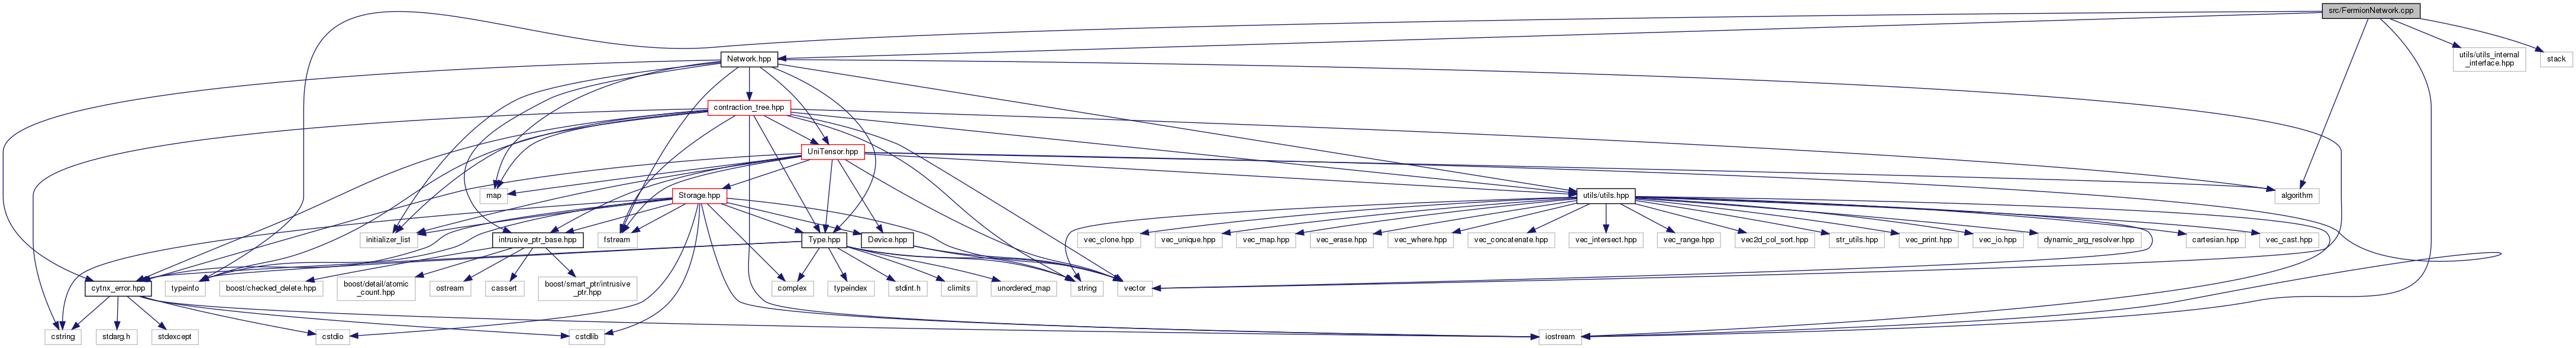 src/FermionNetwork.cpp
Network.hpp
utils/utils_internal
_interface.hpp
stack
contraction_tree.hpp
UniTensor.hpp
map
Storage.hpp
utils/utils.hpp
algorithm
initializer_list
intrusive_ptr_base.hpp
fstream
Type.hpp
Device.hpp
vec_clone.hpp
vec_unique.hpp
vec_map.hpp
vec_erase.hpp
vec_where.hpp
vec_concatenate.hpp
vec_intersect.hpp
vec_range.hpp
vec2d_col_sort.hpp
str_utils.hpp
vec_print.hpp
vec_io.hpp
dynamic_arg_resolver.hpp
cartesian.hpp
vec_cast.hpp
cytnx_error.hpp
typeinfo
boost/checked_delete.hpp
boost/detail/atomic
_count.hpp
ostream
cassert
boost/smart_ptr/intrusive
_ptr.hpp
complex
typeindex
stdint.h
climits
unordered_map
string
vector
cstring
stdarg.h
stdexcept
cstdio
cstdlib
iostream